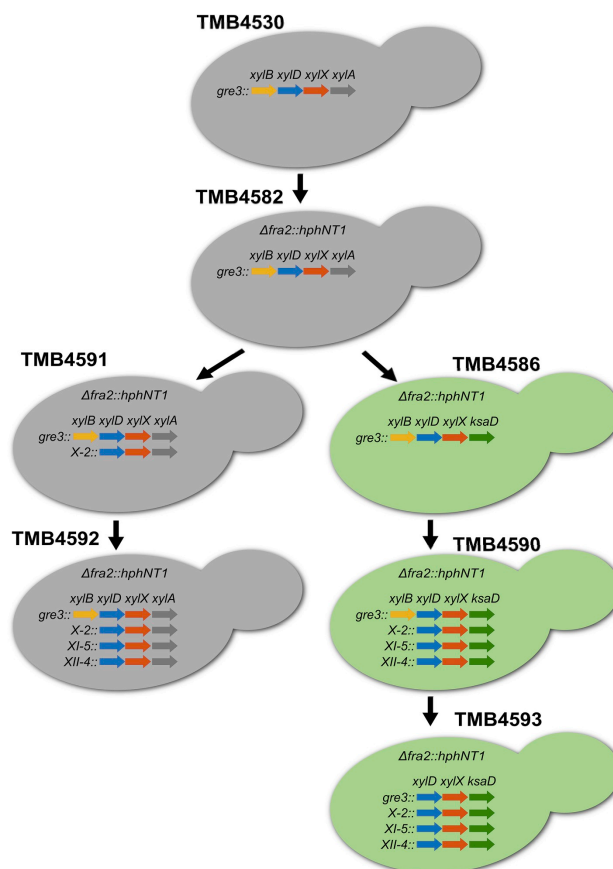 TMB4530
xylB xylD xylX xylA
gre3::
TMB4582
Δfra2::hphNT1
xylB xylD xylX xylA
gre3::
TMB4591
Δfra2::hphNT1
xylB xylD xylX xylA
gre3::
X-2::
TMB4586
Δfra2::hphNT1
xylB xylD xylX ksaD
gre3::
TMB4592
Δfra2::hphNT1
xylB xylD xylX xylA
gre3::
X-2::
XI-5::
XII-4::
TMB4590
Δfra2::hphNT1
xylB xylD xylX ksaD
gre3::
X-2::
XI-5::
XII-4::
TMB4593
Δfra2::hphNT1
xylD xylX ksaD
gre3::
X-2::
XI-5::
XII-4::